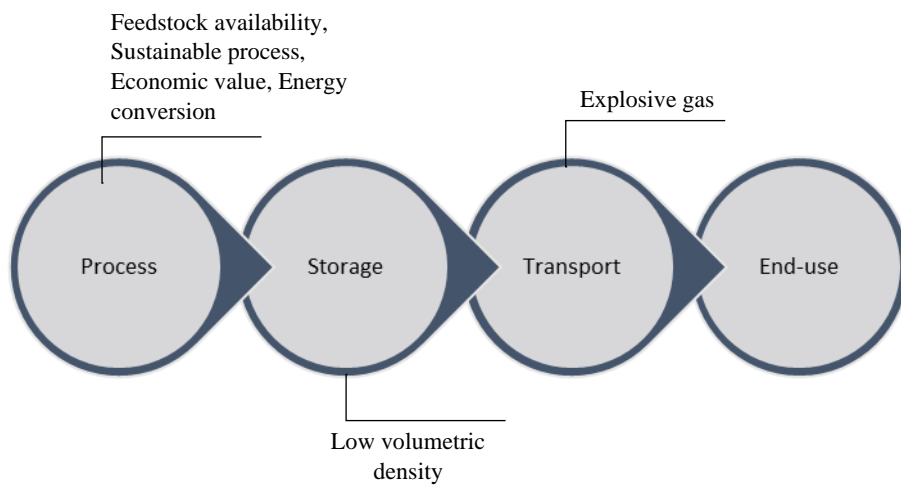 Feedstock availability,
Sustainable process,
Economic value, Energy
conversion
Explosive gas
Process
Storage
Transport
End-use
Low volumetric
density